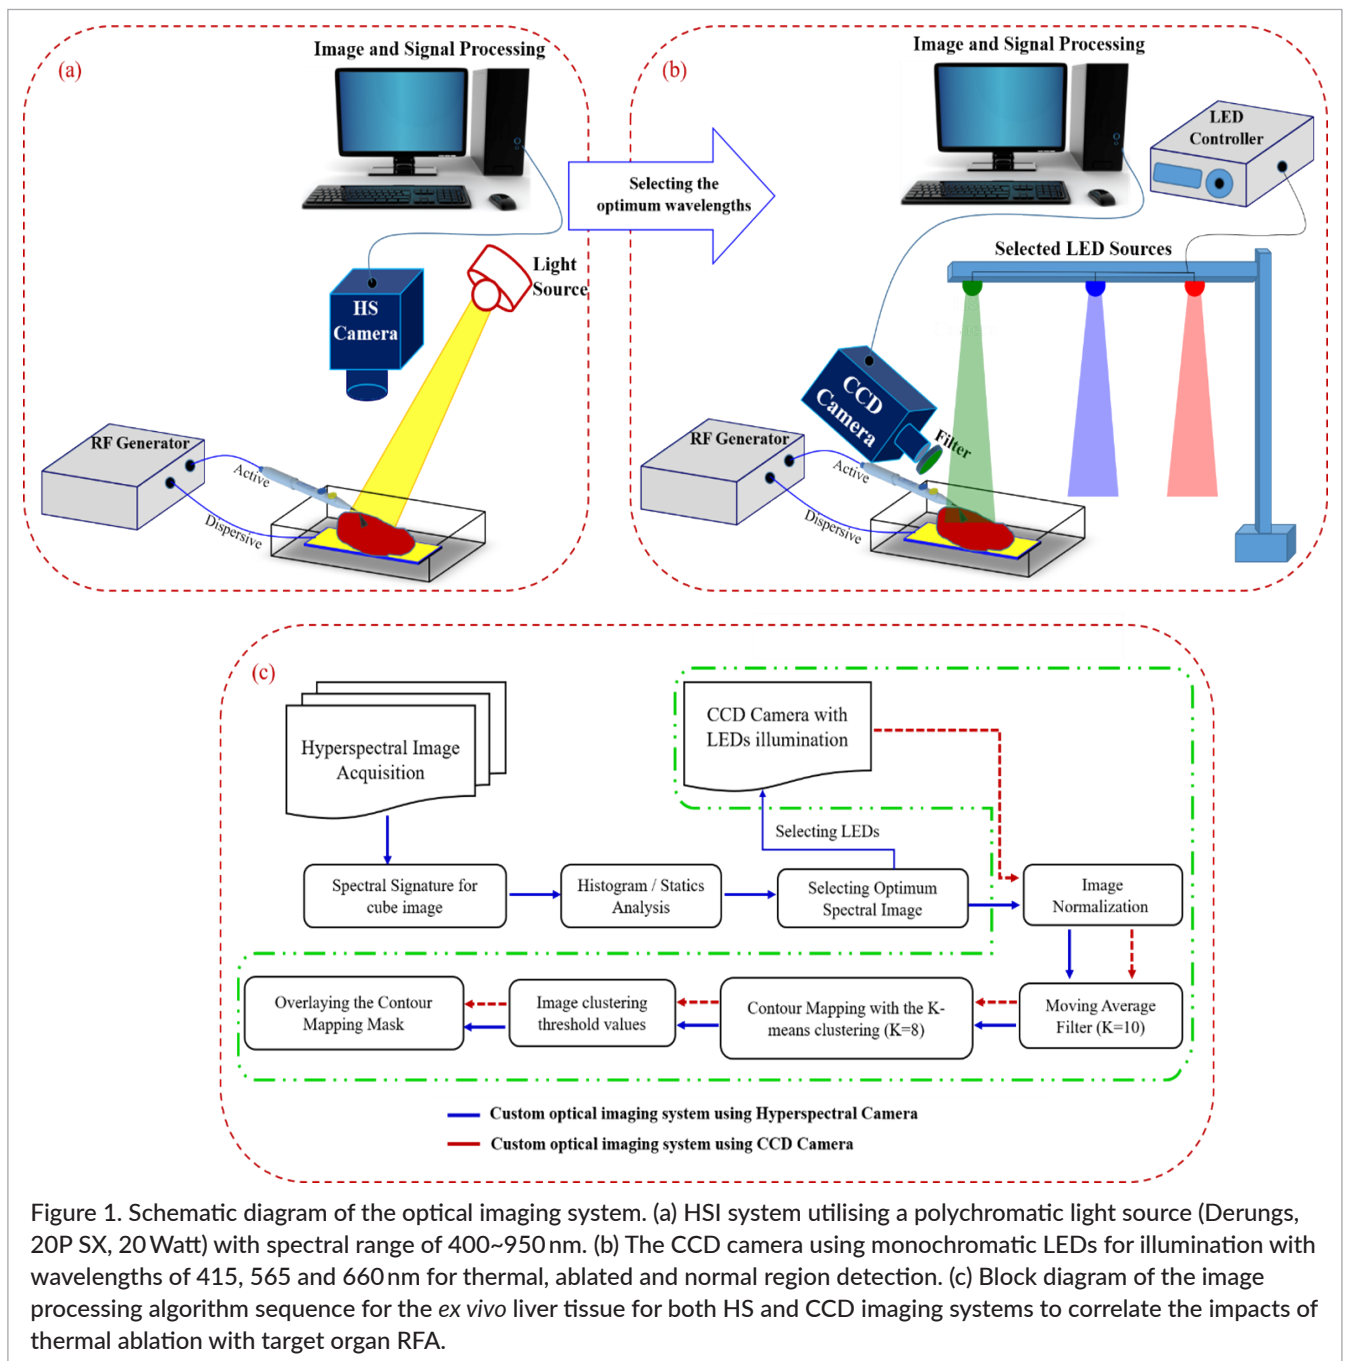 (a)
Image and Signal Processing
HS
Camera
Light
Source
RF Generator
Active
Dispersive
Selecting the
optimum wavelengths
(b)
Image and Signal Processing
LED
Controller
Selected LED Sources
CCD
Camera
Filter
RF Generator
Active
Dispersive
(c)
Hyperspectral Image
Acquisition
CCD Camera with
LEDs illumination
Selecting LEDs
Spectral Signature for
cube image
Histogram / Statics
Analysis
Selecting Optimum
Spectral Image
Image
Normalization
Overlaying the Contour
Mapping Mask
Image clustering
threshold values
Contour Mapping with the K-
means clustering (K=8)
Moving Average
Filter (K=10)
Custom optical imaging system using Hyperspectral Camera
Custom optical imaging system using CCD Camera
Figure 1. Schematic diagram of the optical imaging system. (a) HSI system utilising a polychromatic light source (Derungs,
20P SX, 20 Watt) with spectral range of 400~950 nm. (b) The CCD camera using monochromatic LEDs for illumination with
wavelengths of 415, 565 and 660 nm for thermal, ablated and normal region detection. (c) Block diagram of the image
processing algorithm sequence for the ex vivo liver tissue for both HS and CCD imaging systems to correlate the impacts of
thermal ablation with target organ RFA.